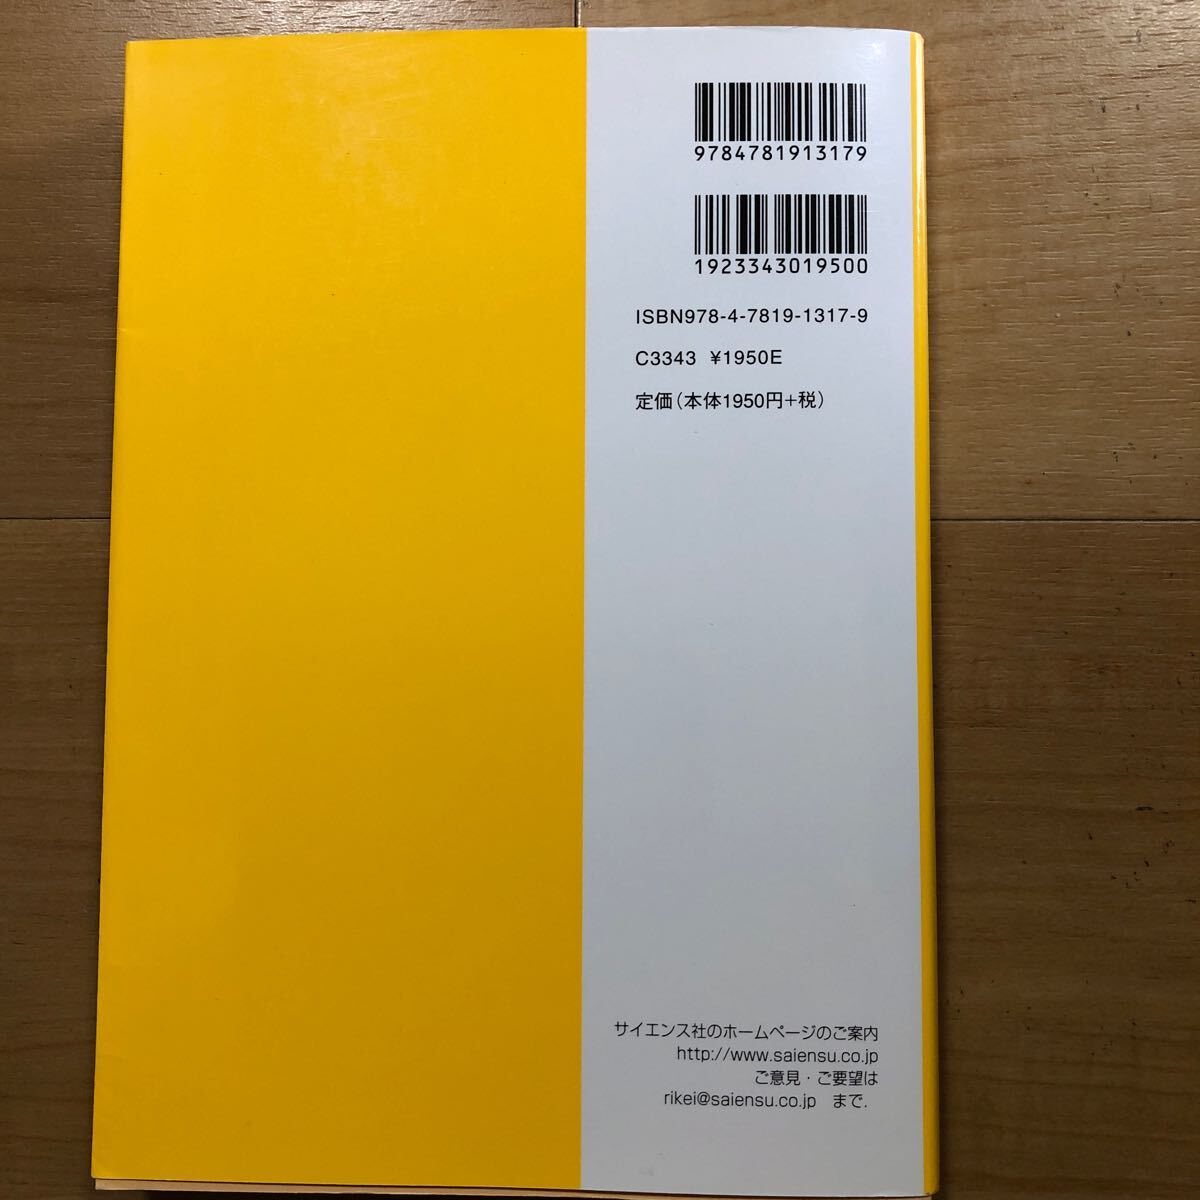 9784781913179
1923343019500
ISBN978-4-7819-1317-9
C3343 ¥1950E
定価(本体1950円+税)
サイエンス社のホームページのご案内
http://www.saiensu.co.jp
ご意見・ご要望は
rikei@saiensu.co.jp まで.